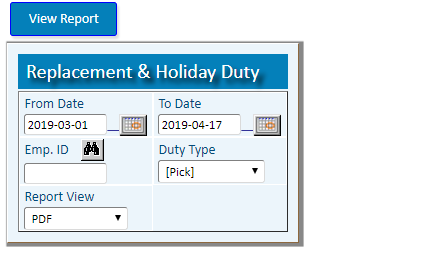 View Report
Replacement & Holiday Duty
From Date To Date
2019-03-01 2019-04-17
Emp. ID Duty Type
[Pick]
Report View
PDF